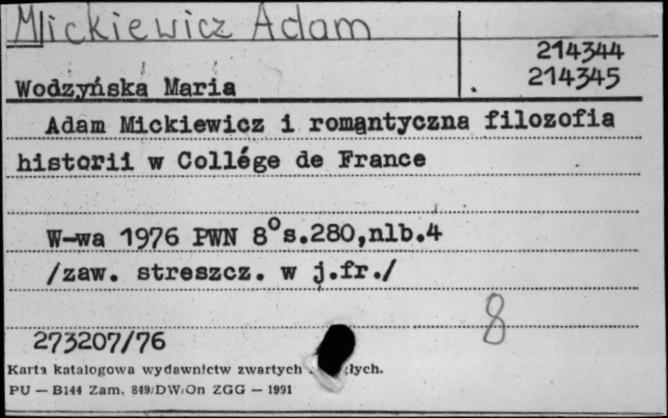 Mickiewicz Adam
214344
214345
Wodzyńska Maria
Adam Mickiewicz i romantyczna filozofia
historii w Collége de France
W-wa 1976 PWN 8° s.280,nlb.4
/zaw. streszcz. w j.fr./
8
273207/76
Karta katalogowa wydawnictw zwartych
PU — B144 Zam. 849/DW/On ZGG — 1991